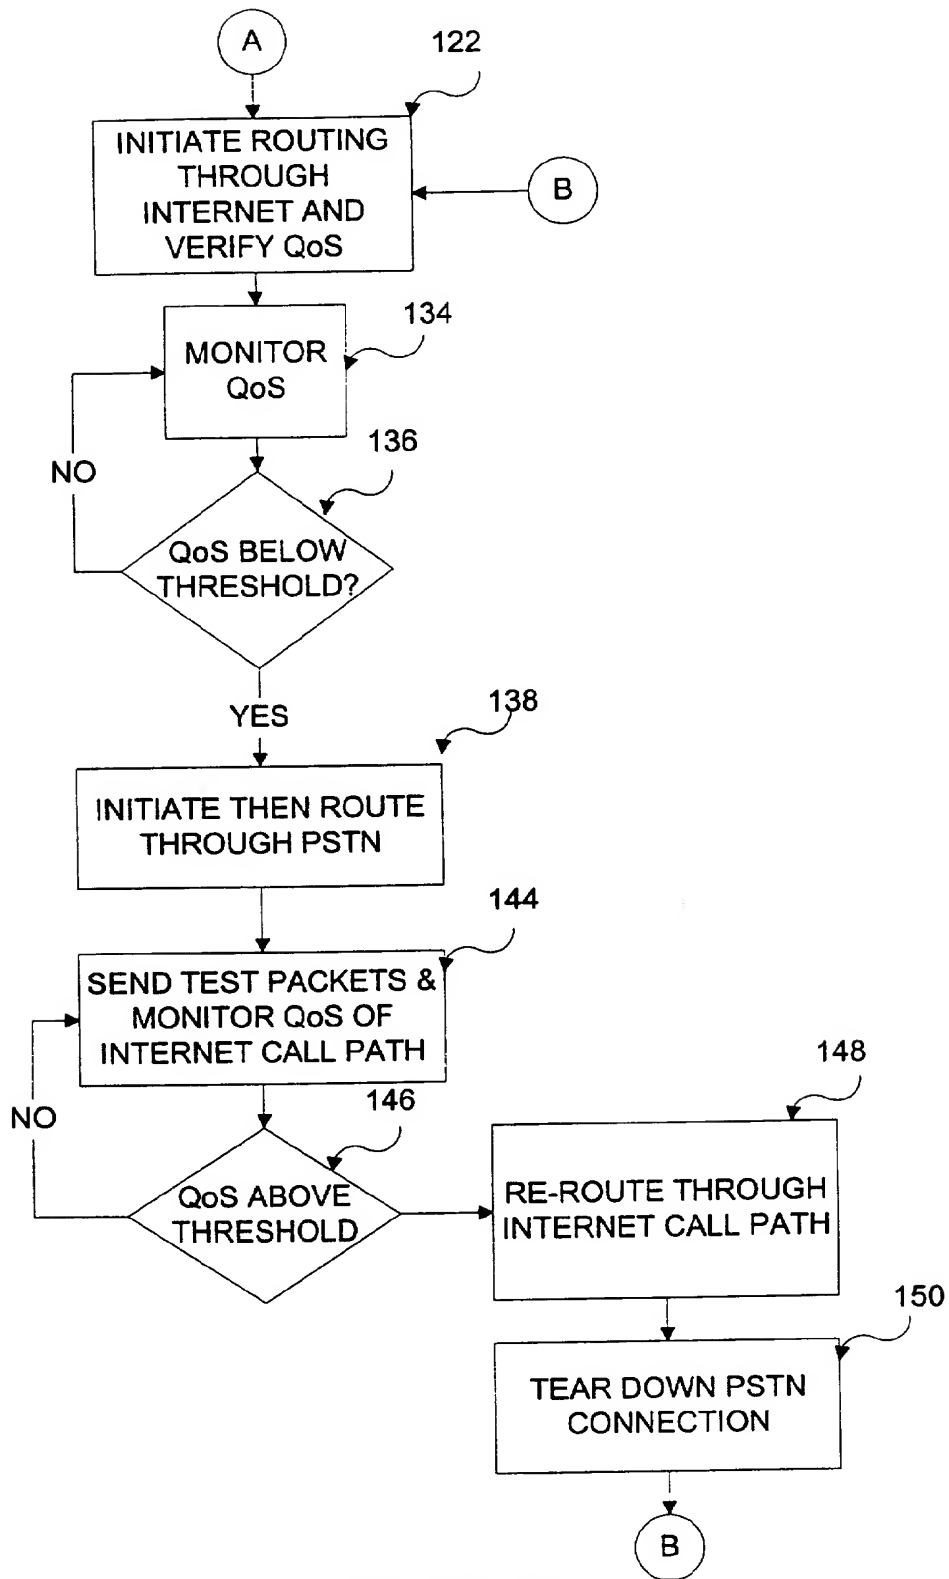 A
122
INITIATE ROUTING
THROUGH
INTERNET AND
VERIFY QoS
B
134
MONITOR
QoS
136
NO
QoS BELOW
THRESHOLD?
YES
138
INITIATE THEN ROUTE
THROUGH PSTN
144
SEND TEST PACKETS &
MONITOR QoS OF
INTERNET CALL PATH
NO
146
QoS ABOVE
THRESHOLD
148
RE-ROUTE THROUGH
INTERNET CALL PATH
150
TEAR DOWN PSTN
CONNECTION
B